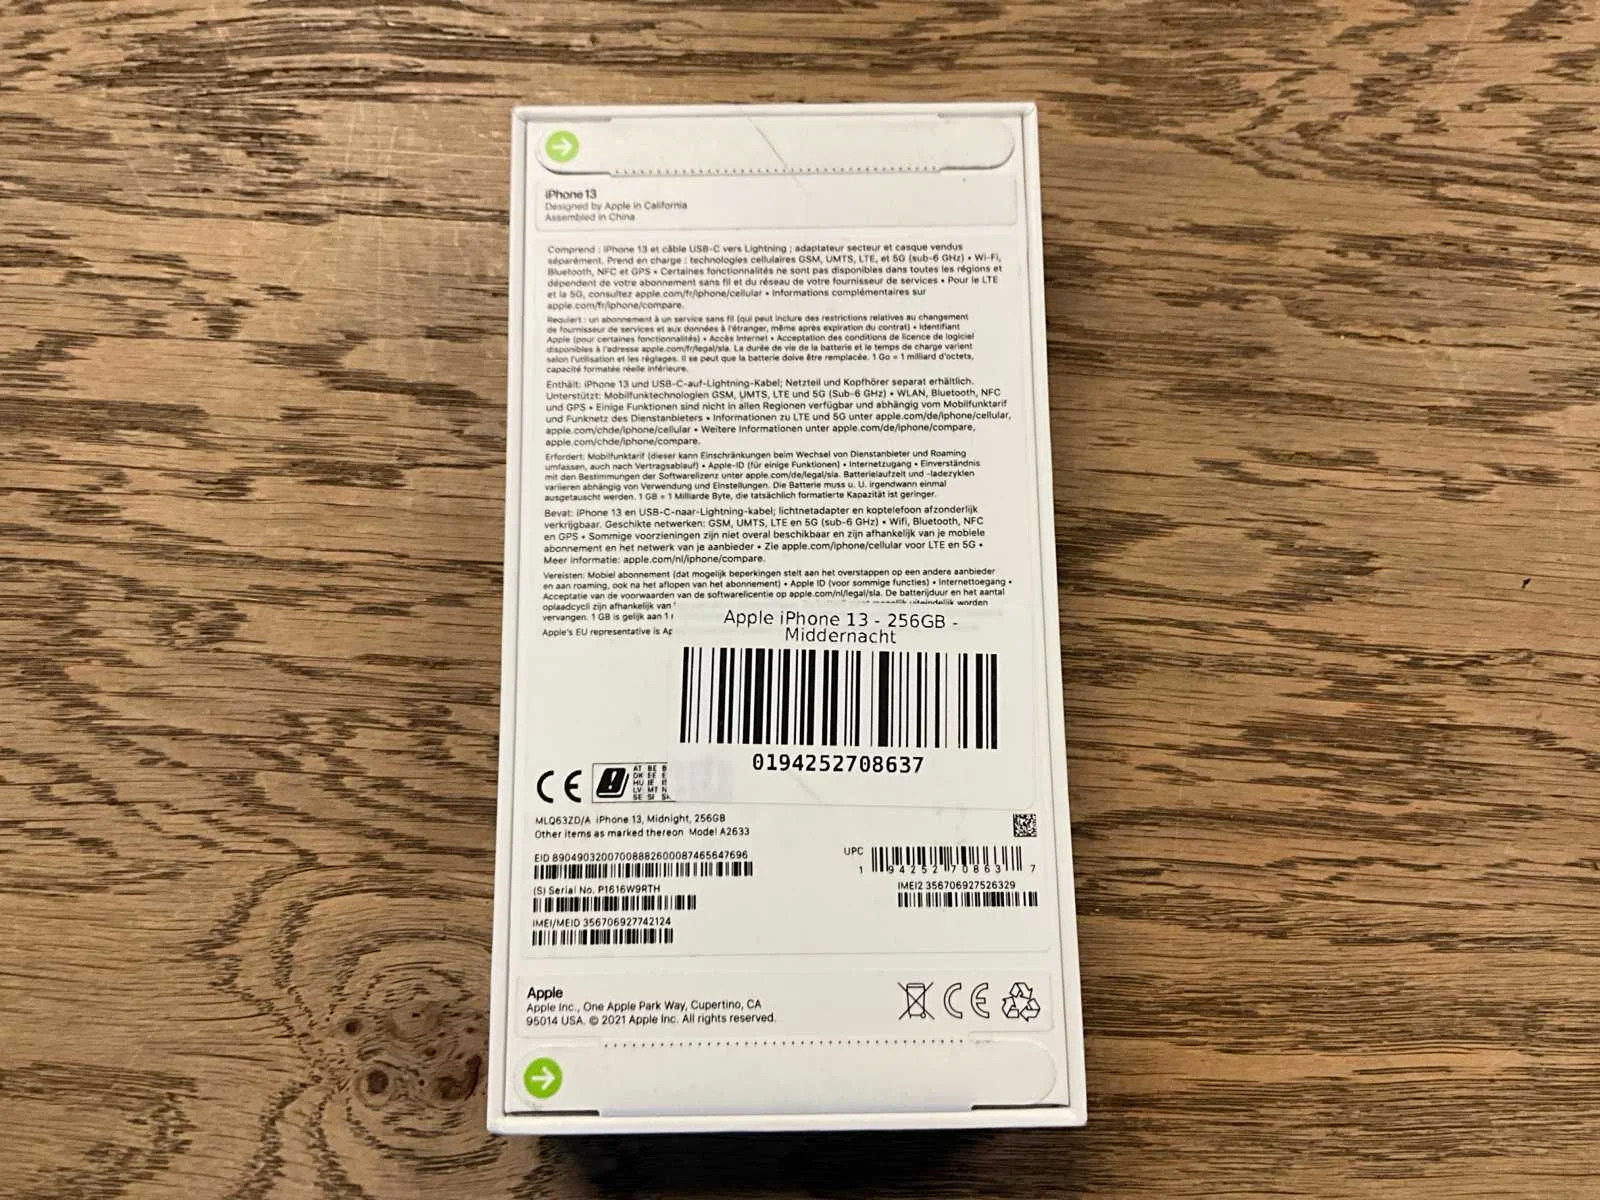 iPhone 13
Designed by Apple in California
Assembled in China
Comprend : iPhone 13 et câble USB-C vers Lightning ; adaptateur secteur et casque vendus
séparément. Prend en charge : technologies cellulaires GSM, UMTS, LTE, et 5G (sub-6 GHz) • Wi-Fi,
Bluetooth, NFC et GPS • Certaines fonctionnalités ne sont pas disponibles dans toutes les régions et
dépendent de votre abonnement sans fil et du réseau de votre fournisseur de services • Pour le LTE
et la 5G, consultez apple.com/fr/iphone/cellular • Informations complémentaires sur
apple.com/fr/iphone/compare.
Requiert : un abonnement à un service sans fil (qui peut inclure des restrictions relatives au changement
de fournisseur de services et aux données à l'étranger, même après expiration du contrat) • Identifiant
Apple (pour certaines fonctionnalités) • Accès Internet • Acceptation des conditions de licence de logiciel
disponibles à l'adresse apple.com/fr/legal/sla. La durée de vie de la batterie et le temps de charge varient
selon l'utilisation et les réglages. Il se peut que la batterie doive être remplacée. 1 Go = 1 milliard d'octets,
capacité formatée réelle inférieure.
Enthält: iPhone 13 und USB-C-auf-Lightning-Kabel; Netzteil und Kopfhörer separat erhältlich.
Unterstützt: Mobilfunktechnologien GSM, UMTS, LTE und 5G (Sub-6 GHz) • WLAN, Bluetooth, NFC
und GPS • Einige Funktionen sind nicht in allen Regionen verfügbar und abhängig vom Mobilfunktarif
und Funknetz des Dienstanbieters • Informationen zu LTE und 5G unter apple.com/de/iphone/cellular,
apple.com/chde/iphone/cellular • Weitere Informationen unter apple.com/de/iphone/compare,
apple.com/chde/iphone/compare.
Erfordert: Mobilfunktarif (dieser kann Einschränkungen beim Wechsel von Dienstanbieter und Roaming
umfassen, auch nach Vertragsablauf) • Apple-ID (für einige Funktionen) • Internetzugang • Einverständnis
mit den Bestimmungen der Softwarelizenz unter apple.com/de/legal/sla. Batterielaufzeit und -ladezyklen
variieren abhängig von Verwendung und Einstellungen. Die Batterie muss u. U. irgendwann einmal
ausgetauscht werden. 1 GB = 1 Milliarde Byte, die tatsächlich formatierte Kapazität ist geringer.
Bevat: iPhone 13 en USB-C-naar-Lightning-kabel; lichtnetadapter en koptelefoon afzonderlijk
verkrijgbaar. Geschikte netwerken: GSM, UMTS, LTE en 5G (sub-6 GHz) • Wifi, Bluetooth, NFC
en GPS • Sommige voorzieningen zijn niet overal beschikbaar en zijn afhankelijk van je mobiele
abonnement en het netwerk van je aanbieder • Zie apple.com/iphone/cellular voor LTE en 5G •
Meer informatie: apple.com/nl/iphone/compare.
Vereisten: Mobiel abonnement (dat mogelijk beperkingen stelt aan het overstappen op een andere aanbieder
en aan roaming, ook na het aflopen van het abonnement) • Apple ID (voor sommige functies) • Internettoegang •
Acceptatie van de voorwaarden van de softwarelicentie op apple.com/nl/legal/sla. De batterijduur en het aantal
oplaadcycli zijn afhankelijk van mogelijk uiteindelijk worden
vervangen. 1 GB is gelijk aan 1
Apple's EU representative is Ap
Apple iPhone 13 - 256GB -
Middernacht
0194252708637
CE
AT BE B
DK EE E
HU IE I
LV MT N
SE SI S
MLQ63ZD/A iPhone 13, Midnight, 256GB
Other items as marked thereon Model A2633
EID 89049032007008882600087465647696
(S) Serial No. P1616W9RTH
IMEI/MEID 356706927742124
UPC
1 94252 70863 7
IMEI2 356706927526329
Apple
Apple Inc., One Apple Park Way, Cupertino, CA
95014 USA. © 2021 Apple Inc. All rights reserved.
CE